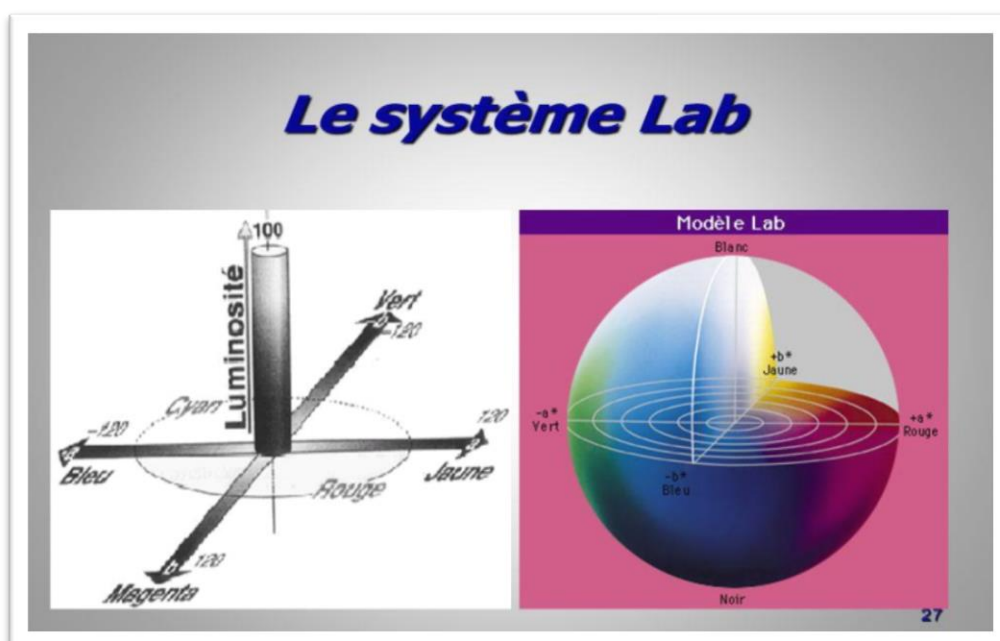 Le système Lab
100
Luminosité
Vert
b
-120
Cyan
-120
120
a
a
Bleu
Jaune
Rouge
b
120
Magenta
Modèle Lab
Blanc
+b*
Jaune
-a*
Vert
+a*
Rouge
-b*
Bleu
Noir
27